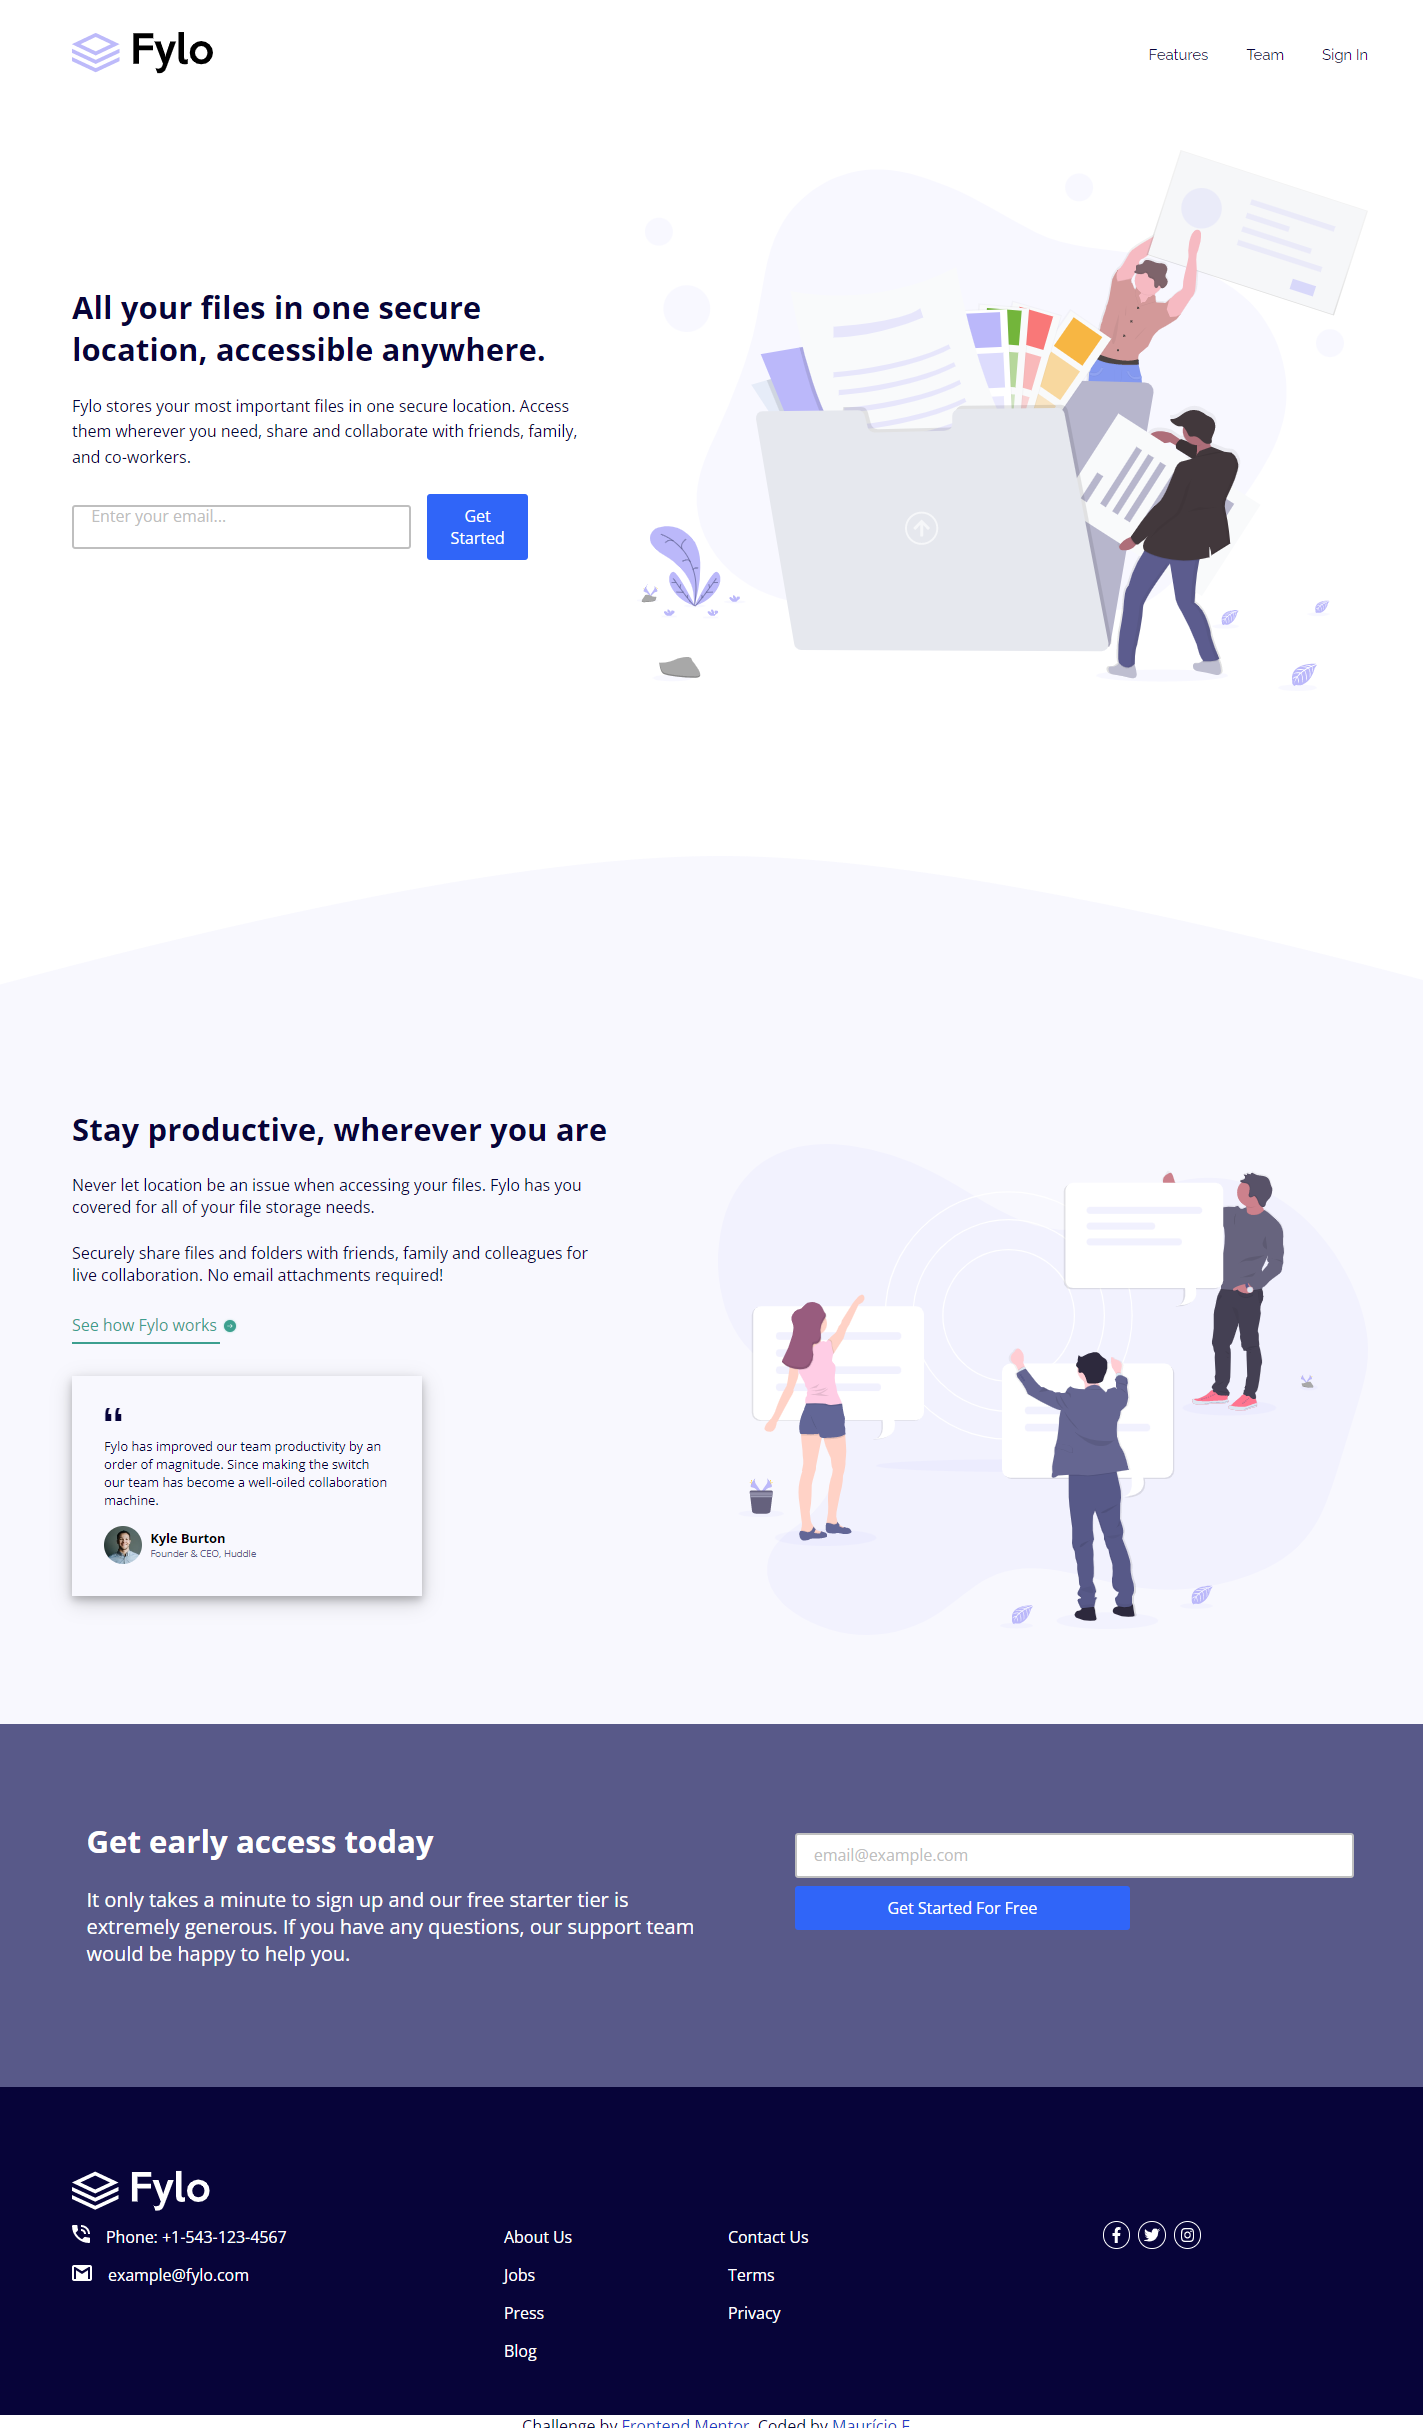 Fylo
Features Team Sign In
All your files in one secure
location, accessible anywhere.
Fylo stores your most important files in one secure location. Access
them wherever you need, share and collaborate with friends, family,
and co-workers.
Enter your email...
Get
Started
Stay productive, wherever you are
Never let location be an issue when accessing your files. Fylo has you
covered for all of your file storage needs.
Securely share files and folders with friends, family and colleagues for
live collaboration. No email attachments required!
See how Fylo works
“
Fylo has improved our team productivity by an
order of magnitude. Since making the switch
our team has become a well-oiled collaboration
machine.
Kyle Burton
Founder & CEO, Huddle
Get early access today
It only takes a minute to sign up and our free starter tier is
extremely generous. If you have any questions, our support team
would be happy to help you.
email@example.com
Get Started For Free
Fylo
Phone: +1-543-123-4567
example@fylo.com
About Us
Jobs
Press
Blog
Contact Us
Terms
Privacy
Challenge by Frontend Mentor. Coded by Maurício F.